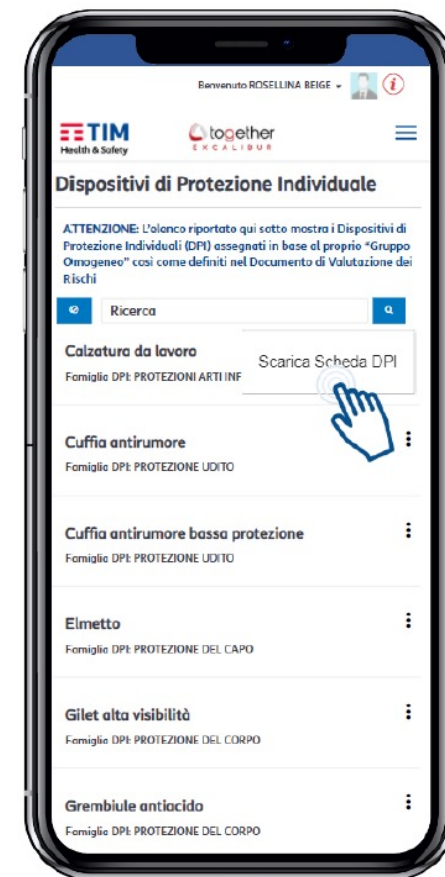 Benvenuto ROSELLINA BEIGE
i
TIM
Health & Safety
together
EXCALIBUR
Dispositivi di Protezione Individuale
ATTENZIONE: L'elenco riportato qui sotto mostra i Dispositivi di
Protezione Individuali (DPI) assegnati in base al proprio "Gruppo
Omogeneo" così come definiti nel Documento di Valutazione dei
Rischi
Ricerca
Calzatura da lavoro
Scarica Scheda DPI
Famiglia DPI: PROTEZIONI ARTI INF
Cuffia antirumore
Famiglia DPI: PROTEZIONE UDITO
Cuffia antirumore bassa protezione
Famiglia DPI: PROTEZIONE UDITO
Elmetto
Famiglia DPI: PROTEZIONE DEL CAPO
Gilet alta visibilità
Famiglia DPI: PROTEZIONE DEL CORPO
Grembiule antiacido
Famiglia DPI: PROTEZIONE DEL CORPO